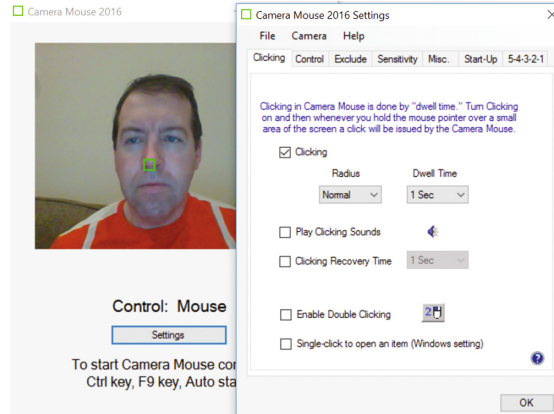 Camera Mouse 2016
Control: Mouse
Settings
To start Camera Mouse co
Ctrl key, F9 key, Auto sta
Camera Mouse 2016 Settings
File Camera Help
Clicking Control Exclude Sensitivity Misc. Start-Up 5-4-3-2-1
Clicking in Camera Mouse is done by "dwell time." Turn Clicking
on and then whenever you hold the mouse pointer over a small
area of the screen a click will be issued by the Camera Mouse.
Clicking
Radius Dwell Time
Normal 1 Sec
Play Clicking Sounds
Clicking Recovery Time 1 Sec
Enable Double Clicking 2
Single-click to open an item (Windows setting)
?
OK